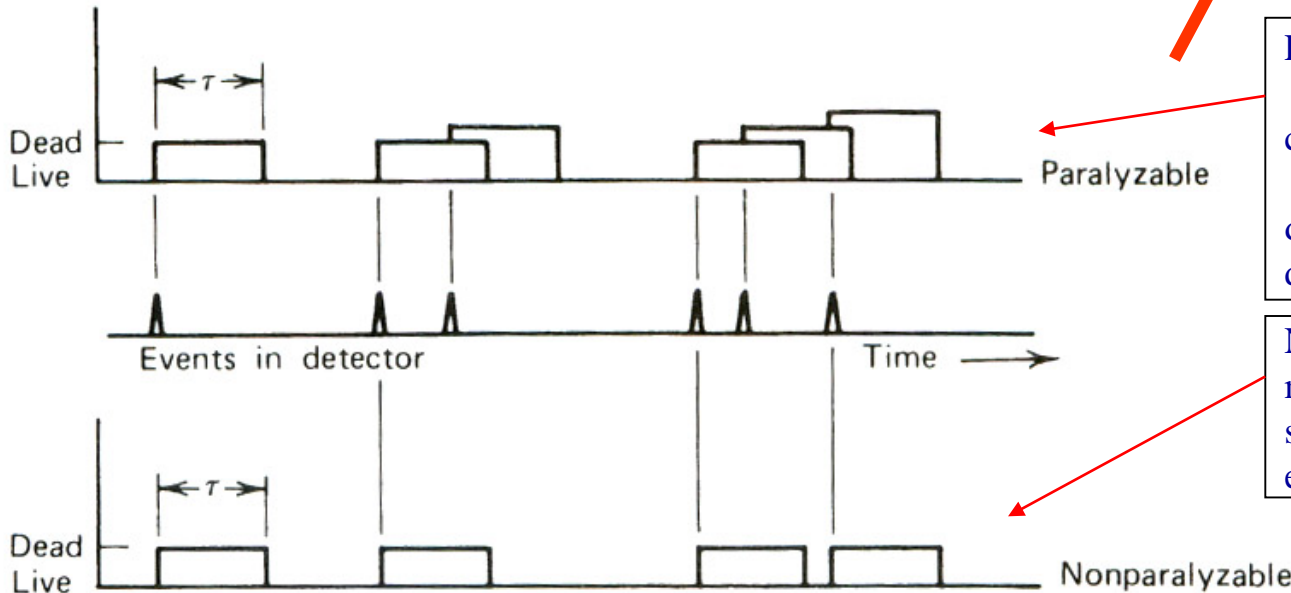 τ
Dead
Live
Paralyzable
Events in detector
Time
τ
Dead
Live
Nonparalyzable